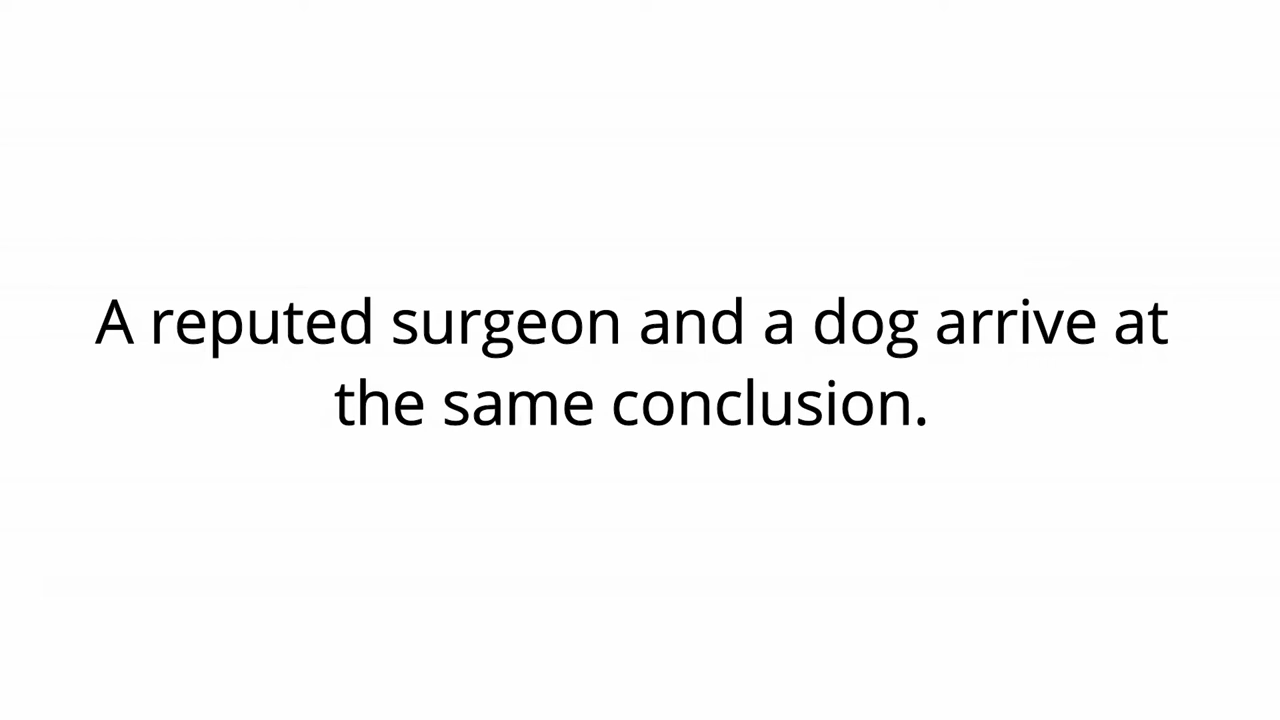 A reputed surgeon and a dog arrive at
the same conclusion.